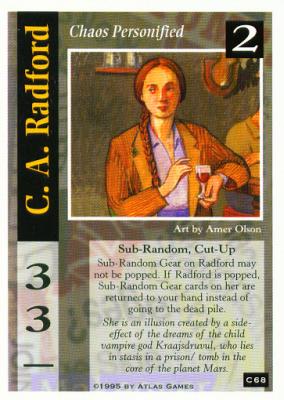 C. A. Radford
Chaos Personified
2
Art by Amer Olson
Sub-Random, Cut-Up
Sub-Random Gear on Radford may
not be popped. If Radford is popped,
Sub-Random Gear cards on her are
returned to your hand instead of
going to the dead pile.
She is an illusion created by a side-
effect of the dreams of the child
vampire god Kraajsdruvul, who lies
in stasis in a prison/ tomb in the
core of the planet Mars.
3
3
©1995 BY ATLAS GAMES
C68